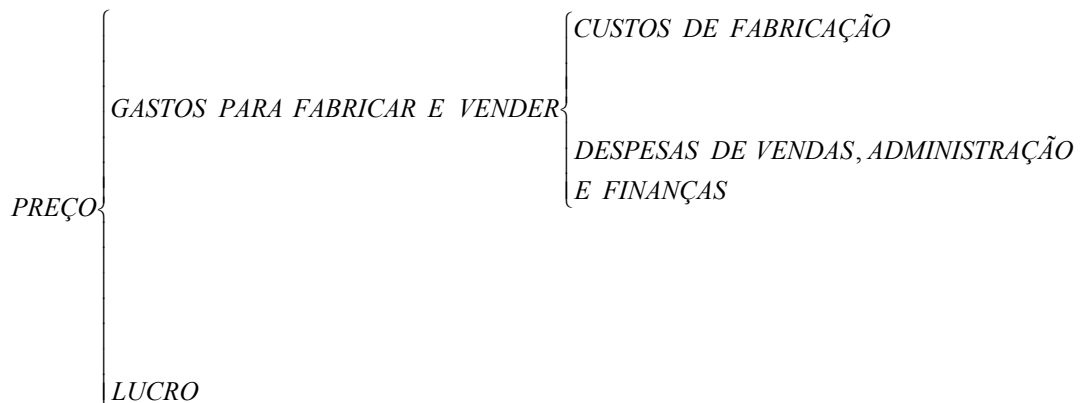 CUSTOS DE FABRICAÇÃO
GASTOS PARA FABRICAR E VENDER
DESPESAS DE VENDAS, ADMINISTRAÇÃO
E FINANÇAS
PREÇO
LUCRO